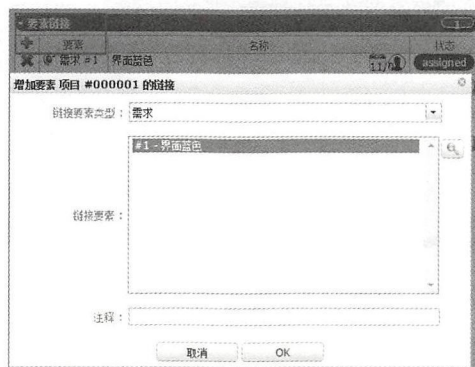 要素链接
1
要素 名称 状态
需求 #1 界面蓝色 assigned
增加要素 项目 #000001 的链接
链接要素类型： 需求
#1 - 界面蓝色
链接要素：
注释：
取消 OK